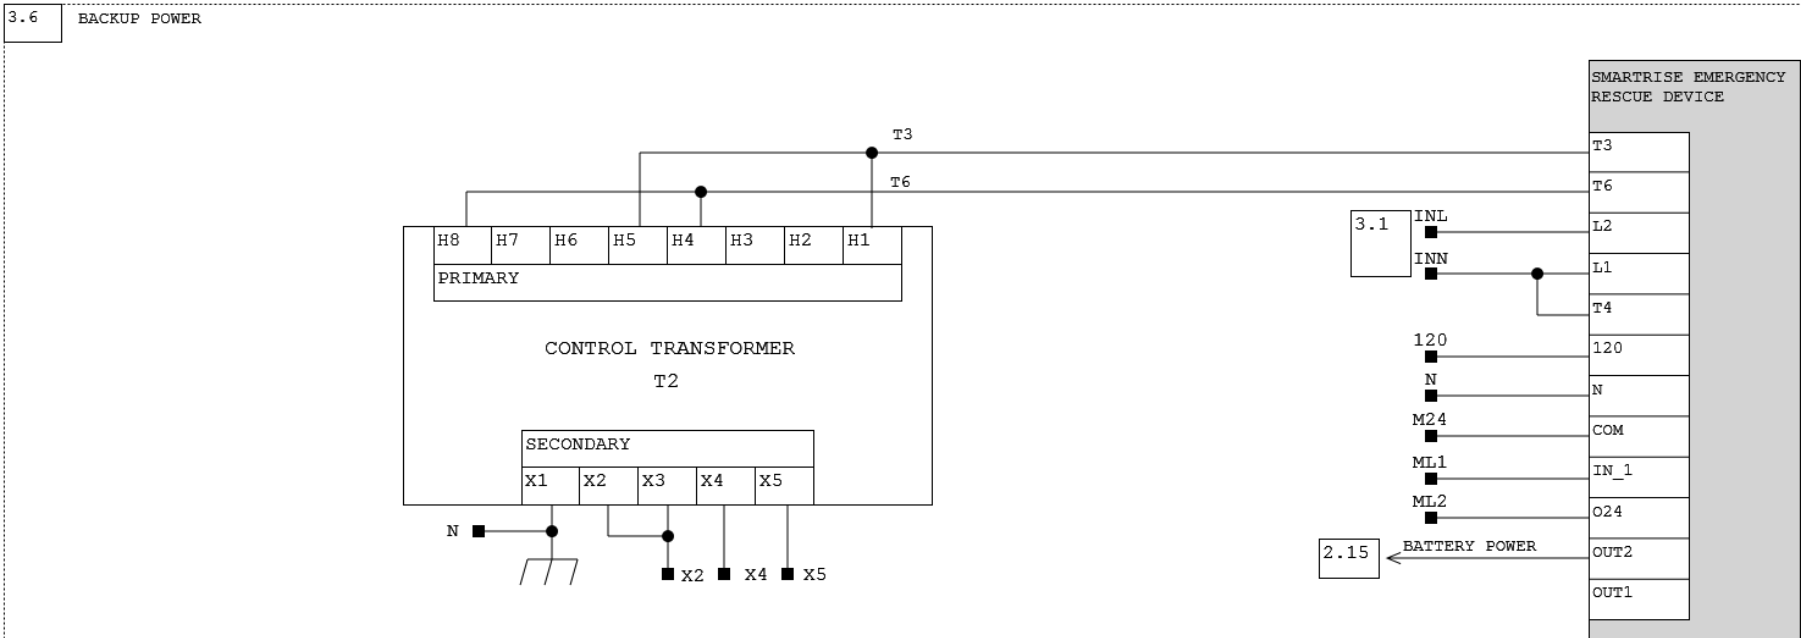 3.6 BACKUP POWER
SMARTRISE EMERGENCY
RESCUE DEVICE
T3
T3
T6
T6
H8 H7 H6 H5 H4 H3 H2 H1
PRIMARY
CONTROL TRANSFORMER
T2
SECONDARY
X1 X2 X3 X4 X5
N
X2 X4 X5
3.1
INL
L2
INN
L1
T4
120
120
N
N
M24
COM
ML1
IN_1
ML2
O24
2.15
BATTERY POWER
OUT2
OUT1